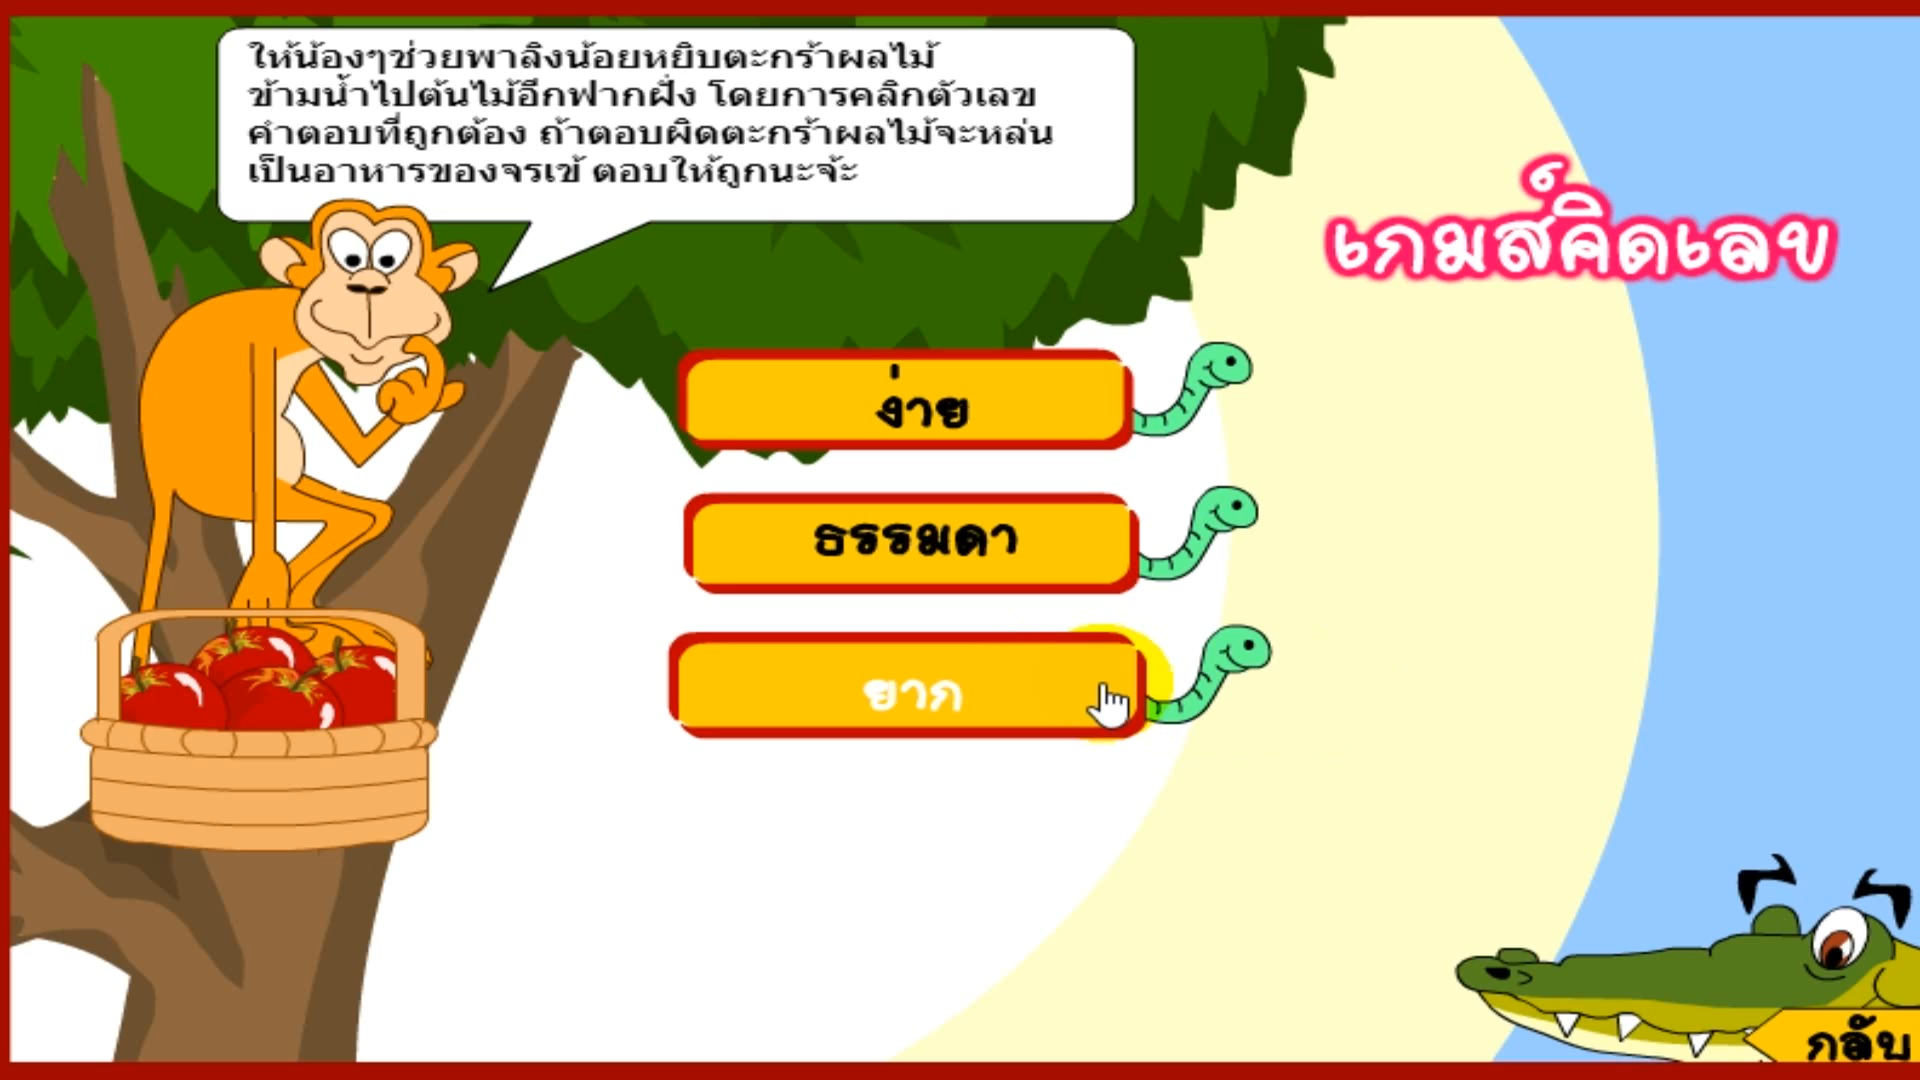 ให้น้องๆช่วยพาลิงน้อยหยิบตะกร้าผลไม้
ข้ามน้ำไปต้นไม้อีกฟากฝั่ง โดยการคลิกตัวเลข
คำตอบที่ถูกต้อง ถ้าตอบผิดตะกร้าผลไม้จะหล่น
เป็นอาหารของจรเข้ ตอบให้ถูกนะจ้ะ
เกมส์คิดเลข
ง่าย
ธรรมดา
ยาก
กลับ